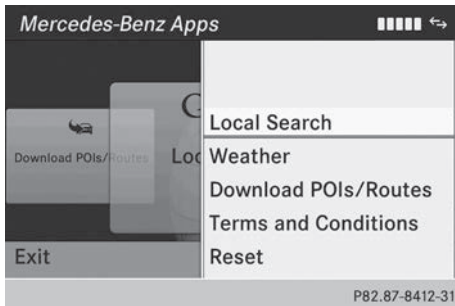 Mercedes-Benz Apps
G
Local Search
Download POIs/Routes
Loc
Weather
Download POIs/Routes
Terms and Conditions
Exit
Reset
P82.87-8412-31